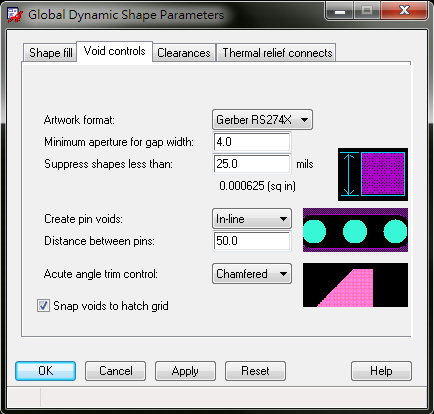 Global Dynamic Shape Parameters
Shape fill Void controls Clearances Thermal relief connects
Artwork format: Gerber RS274X
Minimum aperture for gap width: 4.0
Suppress shapes less than: 25.0 mils
0.000625 (sq in)
Create pin voids: In-line
Distance between pins: 50.0
Acute angle trim control: Chamfered
Snap voids to hatch grid
OK Cancel Apply Reset Help